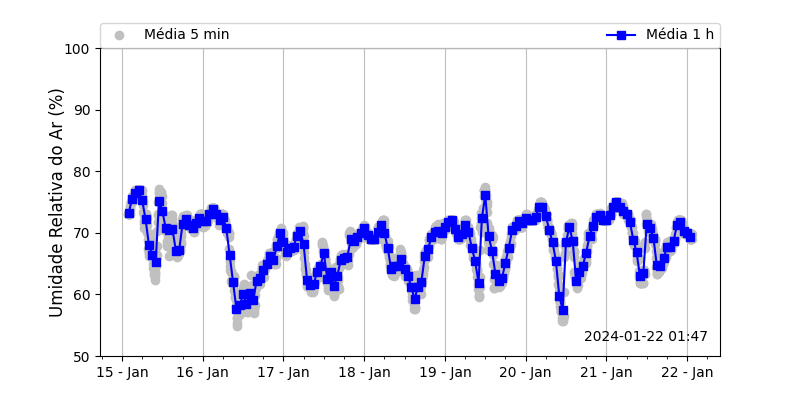 Média 5 min
Média 1 h
Umidade Relativa do Ar (%)
100
90
80
70
60
50
2024-01-22 01:47
15 - Jan
16 - Jan
17 - Jan
18 - Jan
19 - Jan
20 - Jan
21 - Jan
22 - Jan